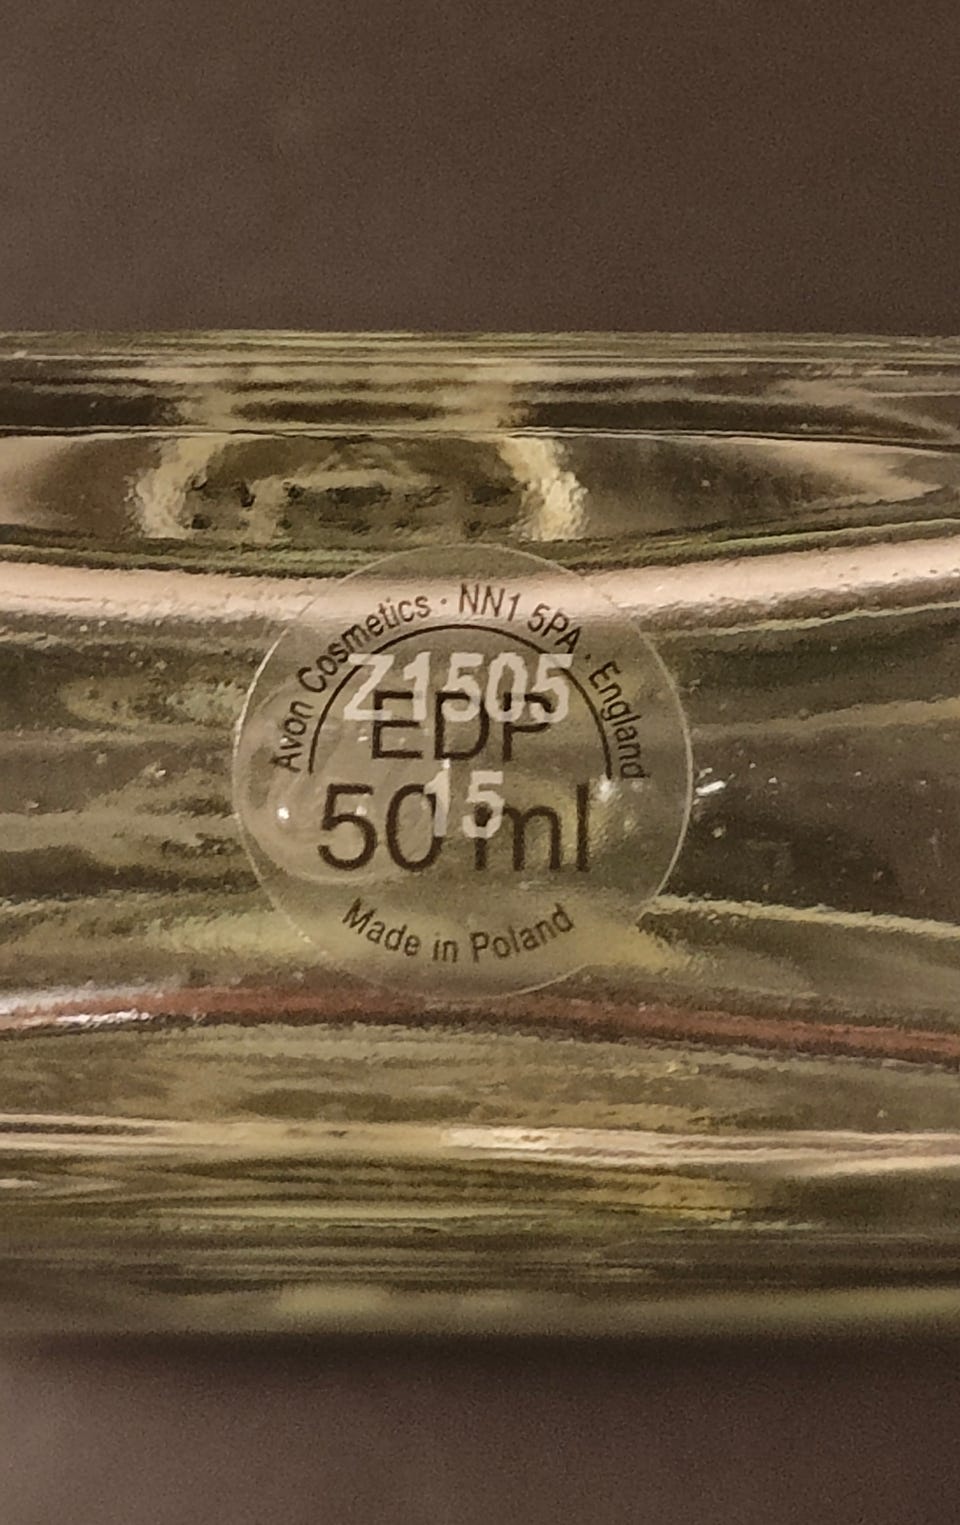 Avon Cosmetics · NN1 5PA · England
Z1505
EDP
15
50 ml
Made in Poland